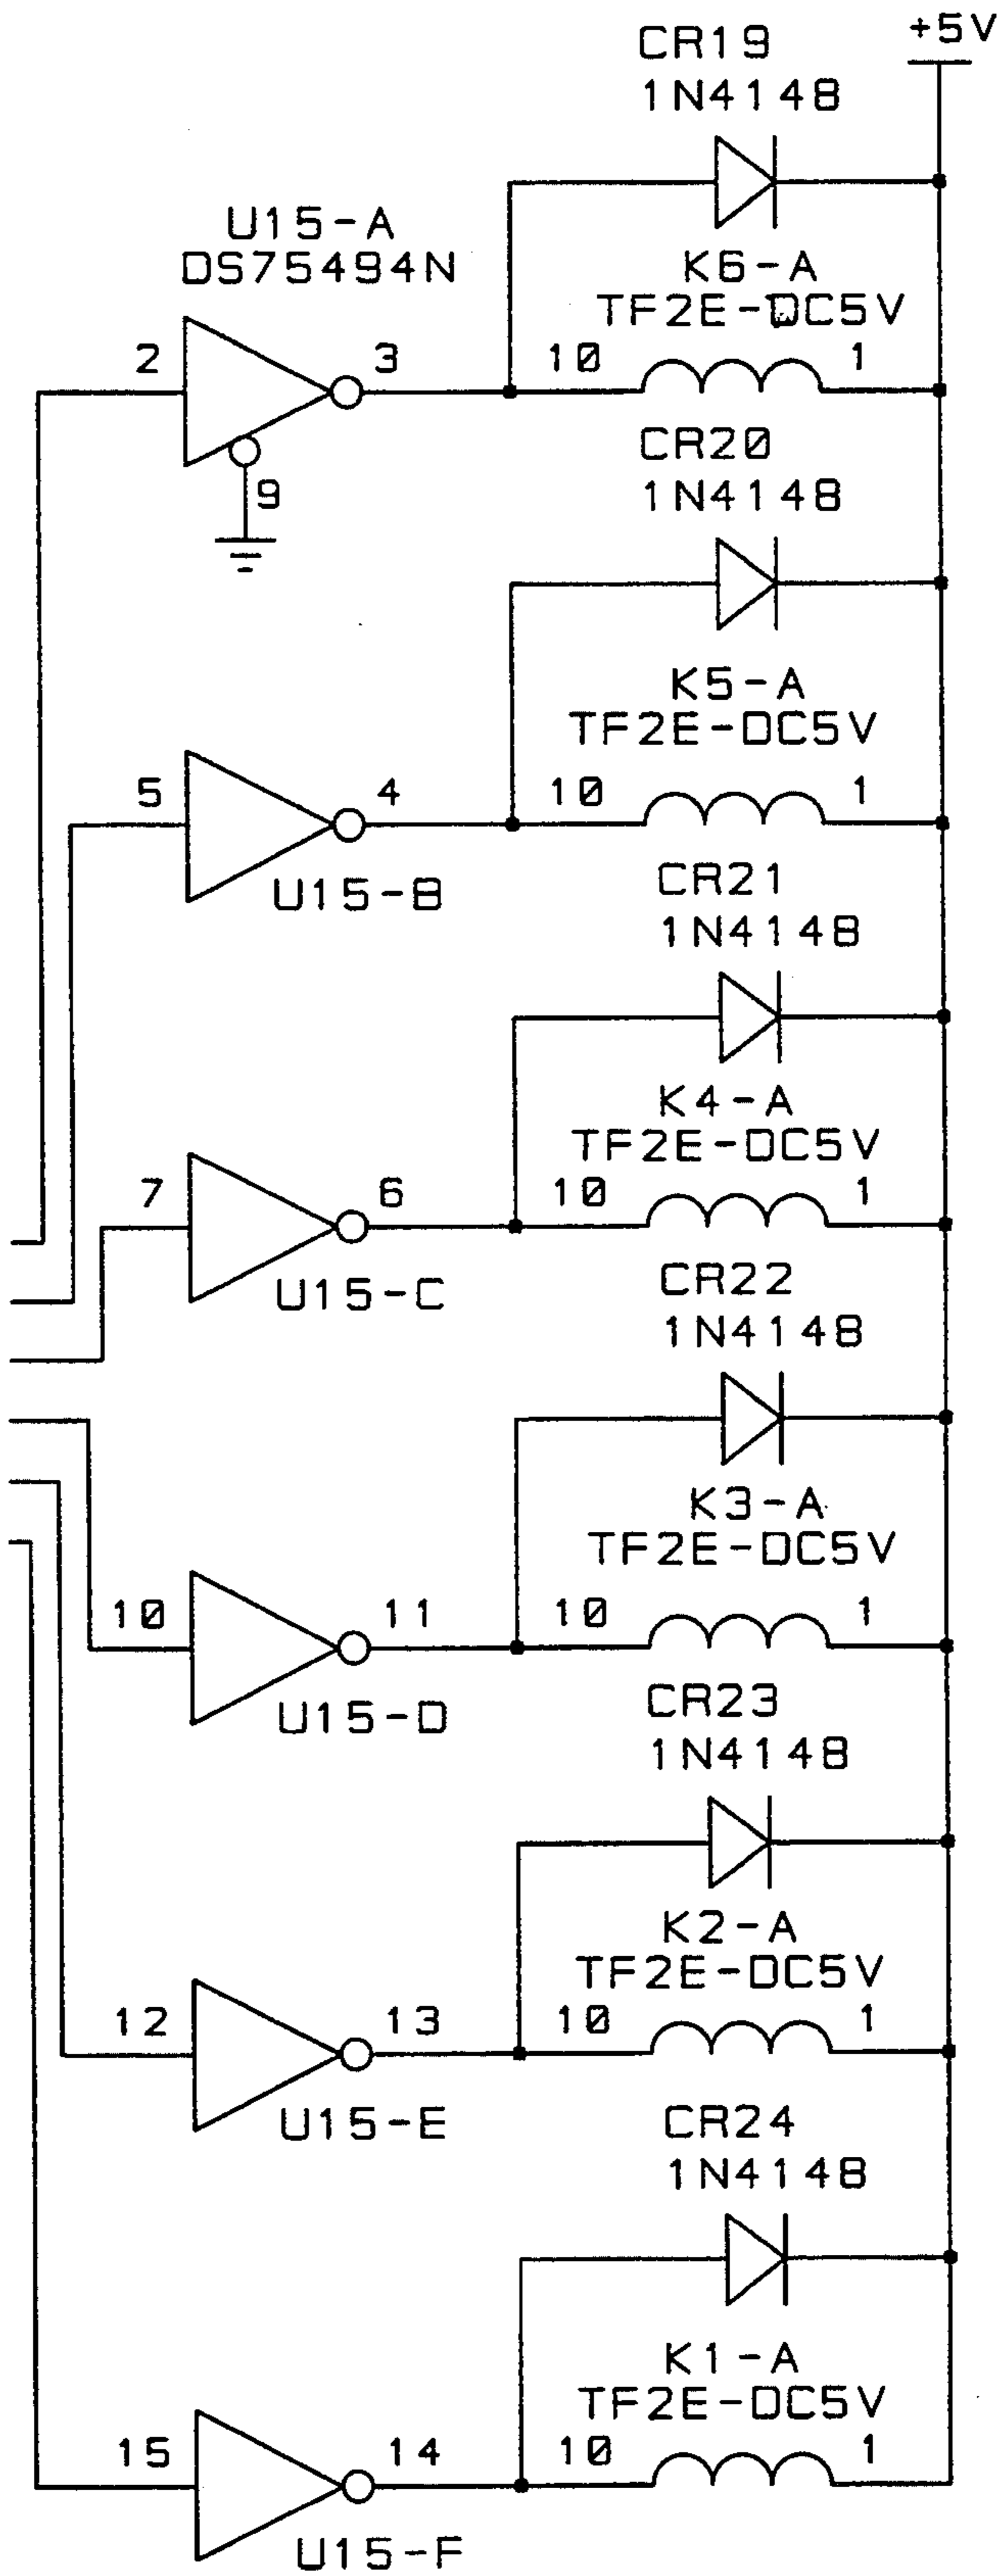 +5V
CR19
1N4148
U15-A
DS75494N
K6-A
TF2E-DC5V
2
3
10
1
9
CR20
1N4148
K5-A
TF2E-DC5V
5
4
10
1
U15-B
CR21
1N4148
K4-A
TF2E-DC5V
7
6
10
1
U15-C
CR22
1N4148
K3-A
TF2E-DC5V
10
11
10
1
U15-D
CR23
1N4148
K2-A
TF2E-DC5V
12
13
10
1
U15-E
CR24
1N4148
K1-A
TF2E-DC5V
15
14
10
1
U15-F